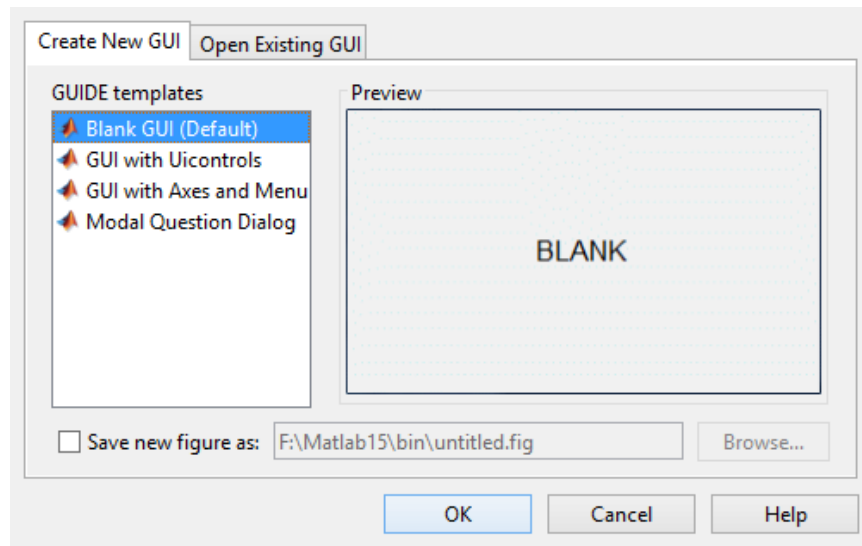 Create New GUI
Open Existing GUI
GUIDE templates
Preview
Blank GUI (Default)
GUI with Uicontrols
GUI with Axes and Menu
Modal Question Dialog
BLANK
Save new figure as:
F:\Matlab15\bin\untitled.fig
Browse...
OK
Cancel
Help